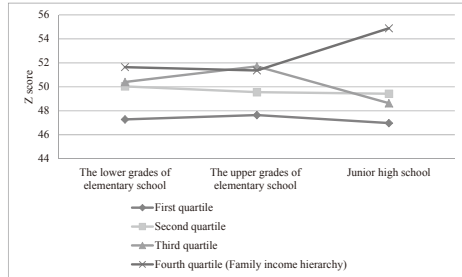 56
54
52
50
48
46
44
Z score
The lower grades of
elementary school
The upper grades of
elementary school
Junior high school
First quartile
Second quartile
Third quartile
Fourth quartile (Family income hierarchy)